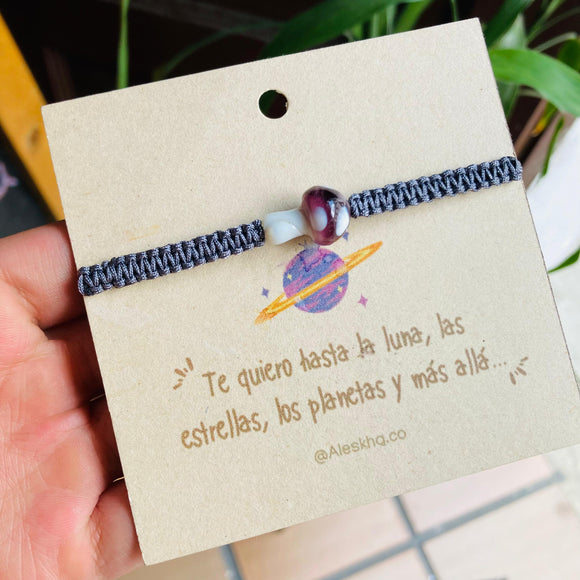 Te quiero hasta la luna, las
estrellas, los planetas y más allá...
@Aleskha.co